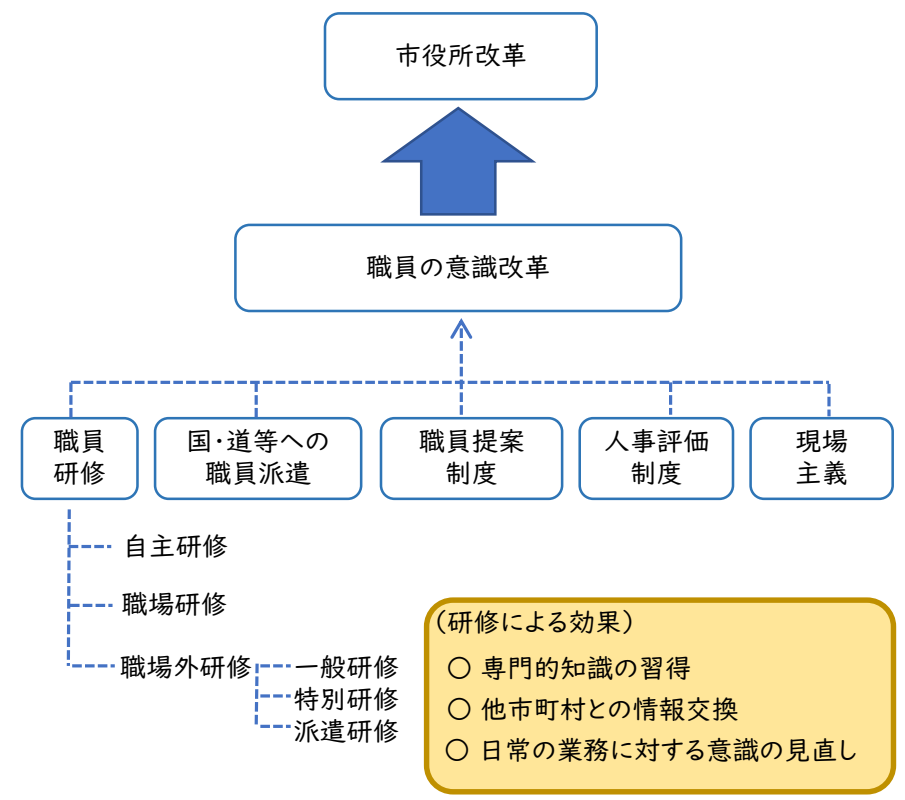 市役所改革
職員の意識改革
職員
研修
国・道等への
職員派遣
職員提案
制度
人事評価
制度
現場
主義
自主研修
職場研修
職場外研修
一般研修
特別研修
派遣研修
(研修による効果)
○ 専門的知識の習得
○ 他市町村との情報交換
○ 日常の業務に対する意識の見直し